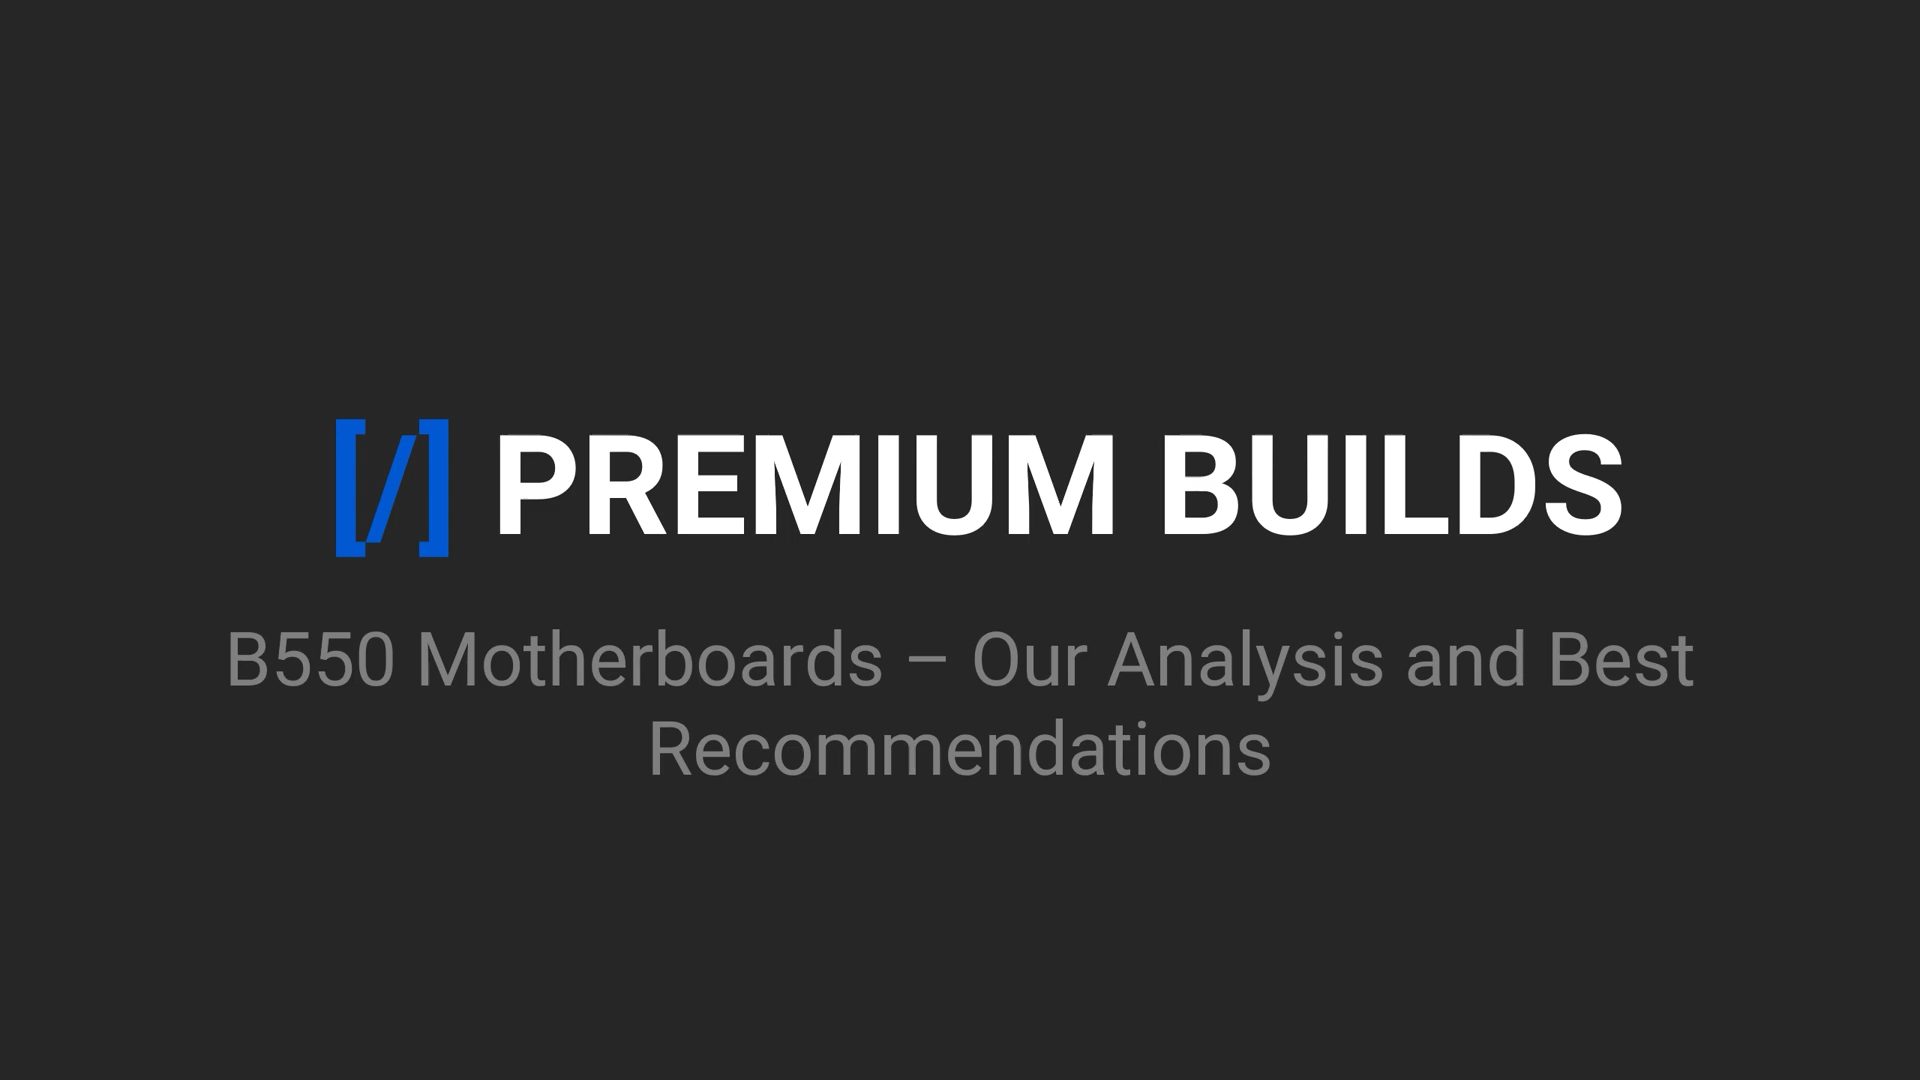 [/] PREMIUM BUILDS
B550 Motherboards – Our Analysis and Best
Recommendations